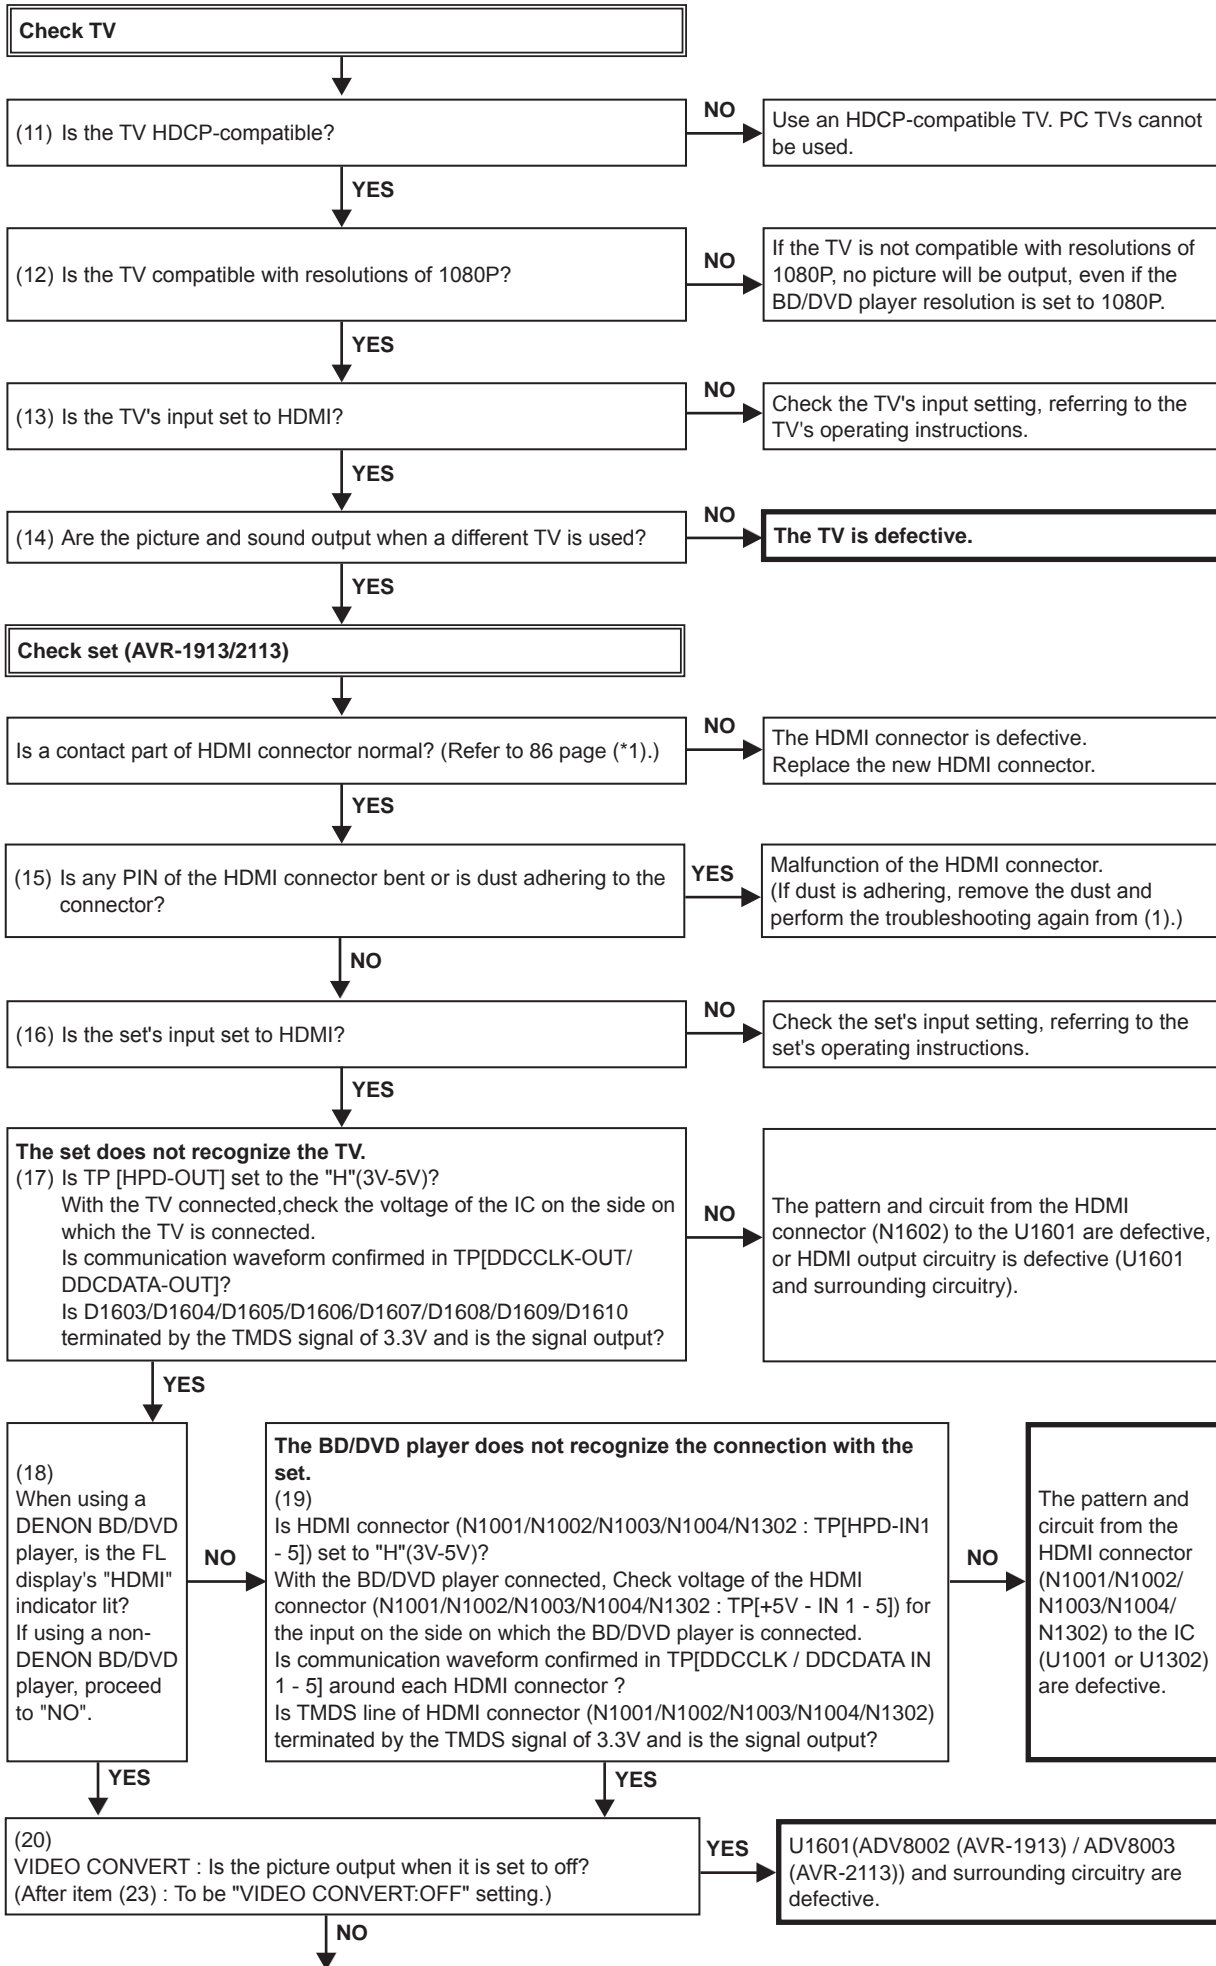 Check TV
(11) Is the TV HDCP-compatible?
NO
Use an HDCP-compatible TV. PC TVs cannot
be used.
YES
(12) Is the TV compatible with resolutions of 1080P?
NO
If the TV is not compatible with resolutions of
1080P, no picture will be output, even if the
BD/DVD player resolution is set to 1080P.
YES
(13) Is the TV's input set to HDMI?
NO
Check the TV's input setting, referring to the
TV's operating instructions.
YES
(14) Are the picture and sound output when a different TV is used?
NO
The TV is defective.
YES
Check set (AVR-1913/2113)
Is a contact part of HDMI connector normal? (Refer to 86 page (*1).)
NO
The HDMI connector is defective.
Replace the new HDMI connector.
YES
(15) Is any PIN of the HDMI connector bent or is dust adhering to the
connector?
YES
Malfunction of the HDMI connector.
(If dust is adhering, remove the dust and
perform the troubleshooting again from (1).)
NO
(16) Is the set's input set to HDMI?
NO
Check the set's input setting, referring to the
set's operating instructions.
YES
The set does not recognize the TV.
(17) Is TP [HPD-OUT] set to the "H"(3V-5V)?
With the TV connected,check the voltage of the IC on the side on
which the TV is connected.
Is communication waveform confirmed in TP[DDCCLK-OUT/
DDCDATA-OUT]?
Is D1603/D1604/D1605/D1606/D1607/D1608/D1609/D1610
terminated by the TMDS signal of 3.3V and is the signal output?
NO
The pattern and circuit from the HDMI
connector (N1602) to the U1601 are defective,
or HDMI output circuitry is defective (U1601
and surrounding circuitry).
YES
(18)
When using a
DENON BD/DVD
player, is the FL
display's "HDMI"
indicator lit?
If using a non-
DENON BD/DVD
player, proceed
to "NO".
NO
The BD/DVD player does not recognize the connection with the
set.
(19)
Is HDMI connector (N1001/N1002/N1003/N1004/N1302 : TP[HPD-IN1
- 5]) set to "H"(3V-5V)?
With the BD/DVD player connected, Check voltage of the HDMI
connector (N1001/N1002/N1003/N1004/N1302 : TP[+5V - IN 1 - 5]) for
the input on the side on which the BD/DVD player is connected.
Is communication waveform confirmed in TP[DDCCLK / DDCDATA IN
1 - 5] around each HDMI connector ?
Is TMDS line of HDMI connector (N1001/N1002/N1003/N1004/N1302)
terminated by the TMDS signal of 3.3V and is the signal output?
NO
The pattern and
circuit from the
HDMI connector
(N1001/N1002/
N1003/N1004/
N1302) to the IC
(U1001 or U1302)
are defective.
YES
YES
(20)
VIDEO CONVERT : Is the picture output when it is set to off?
(After item (23) : To be "VIDEO CONVERT:OFF" setting.)
YES
U1601(ADV8002 (AVR-1913) / ADV8003
(AVR-2113)) and surrounding circuitry are
defective.
NO